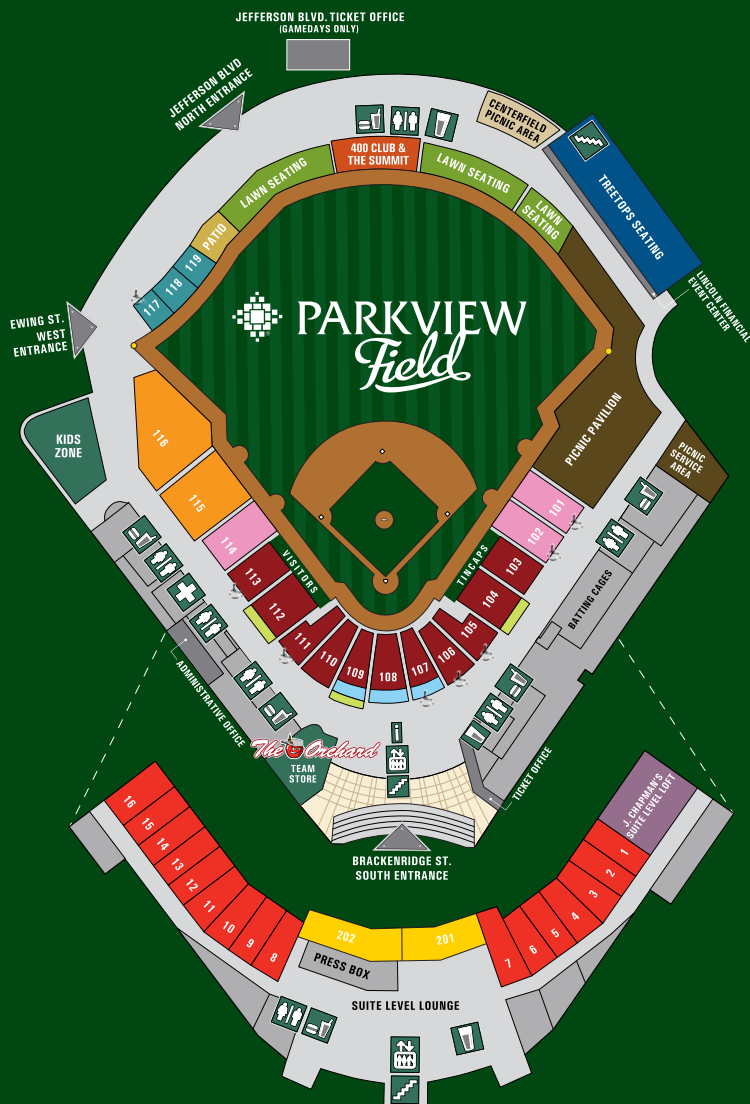 JEFFERSON BLVD. TICKET OFFICE
(GAMEDAYS ONLY)
JEFFERSON BLVD
NORTH ENTRANCE
CENTERFIELD
PICNIC AREA
400 CLUB &
THE SUMMIT
LAWN SEATING
LAWN SEATING
LAWN
SEATING
TREETOPS SEATING
PATIO
119
118
117
LINCOLN FINANCIAL
EVENT CENTER
EWING ST.
WEST
ENTRANCE
PARKVIEW
Field
KIDS
ZONE
116
115
114
113
112
111
110
109
108
107
106
105
104
103
102
101
VISITORS
TINCAPS
PICNIC PAVILION
PICNIC
SERVICE
AREA
BATTING CAGES
ADMINISTRATIVE OFFICE
i
The Orchard
TEAM
STORE
TICKET OFFICE
BRACKENRIDGE ST.
SOUTH ENTRANCE
J. CHAPMAN'S
SUITE LEVEL LOFT
16
15
14
13
12
11
10
9
8
202
201
7
6
5
4
3
2
1
PRESS BOX
SUITE LEVEL LOUNGE